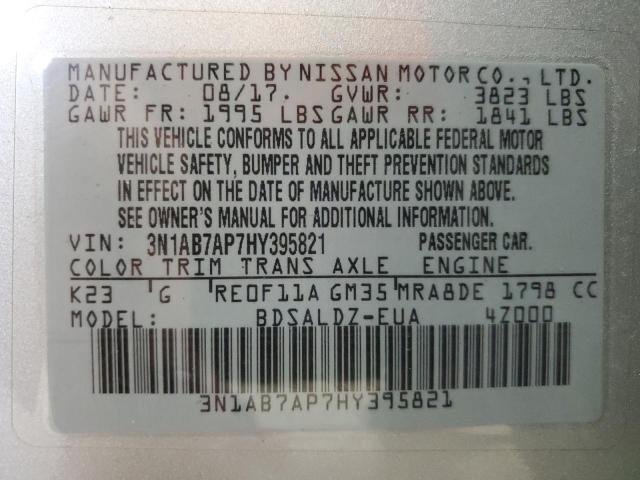 MANUFACTURED BY NISSAN MOTOR CO., LTD.
DATE: 08/17. GVWR: 3823 LBS
GAWR FR: 1995 LBS GAWR RR: 1841 LBS
THIS VEHICLE CONFORMS TO ALL APPLICABLE FEDERAL MOTOR
VEHICLE SAFETY, BUMPER AND THEFT PREVENTION STANDARDS
IN EFFECT ON THE DATE OF MANUFACTURE SHOWN ABOVE.
SEE OWNER'S MANUAL FOR ADDITIONAL INFORMATION.
VIN: 3N1AB7AP7HY395821 PASSENGER CAR.
COLOR TRIM TRANS AXLE ENGINE
K23 G RE0F11A GM35 MRA8DE 1798 CC
MODEL: BDSALDZ-EUA 4Z000
3N1AB7AP7HY395821